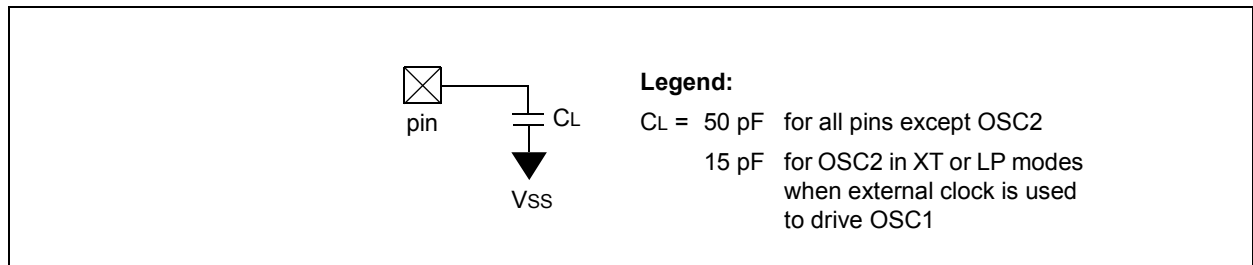 Legend:
pin
CL
CL = 50 pF for all pins except OSC2
15 pF for OSC2 in XT or LP modes
when external clock is used
to drive OSC1
VSS